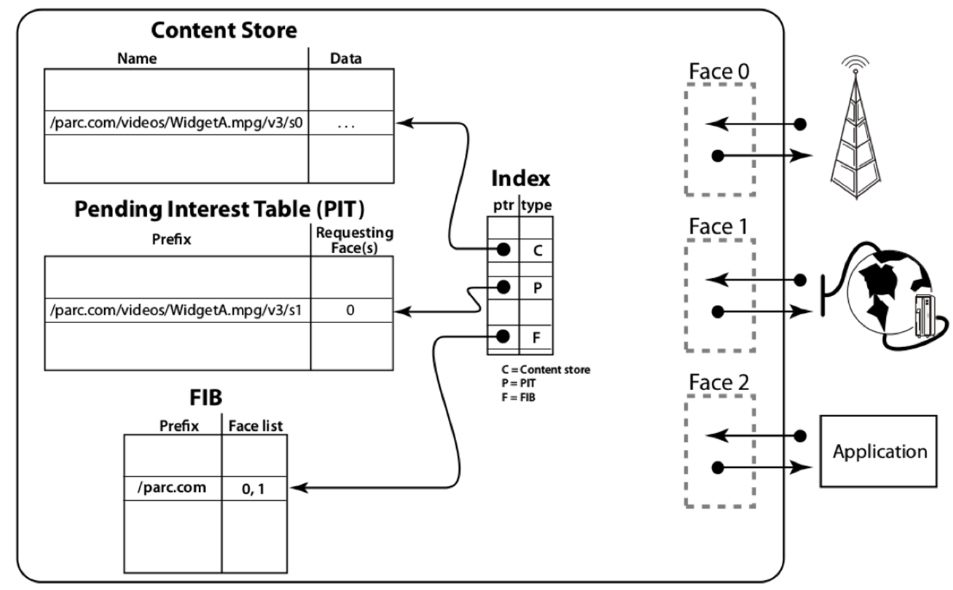 Content Store
Name Data
/parc.com/videos/WidgetA.mpg/v3/s0 ...
Pending Interest Table (PIT)
Prefix Requesting
Face(s)
/parc.com/videos/WidgetA.mpg/v3/s1 0
FIB
Prefix Face list
/parc.com 0, 1
Index
ptr type
C
P
F
C = Content store
P = PIT
F = FIB
Face 0
Face 1
Face 2
Application